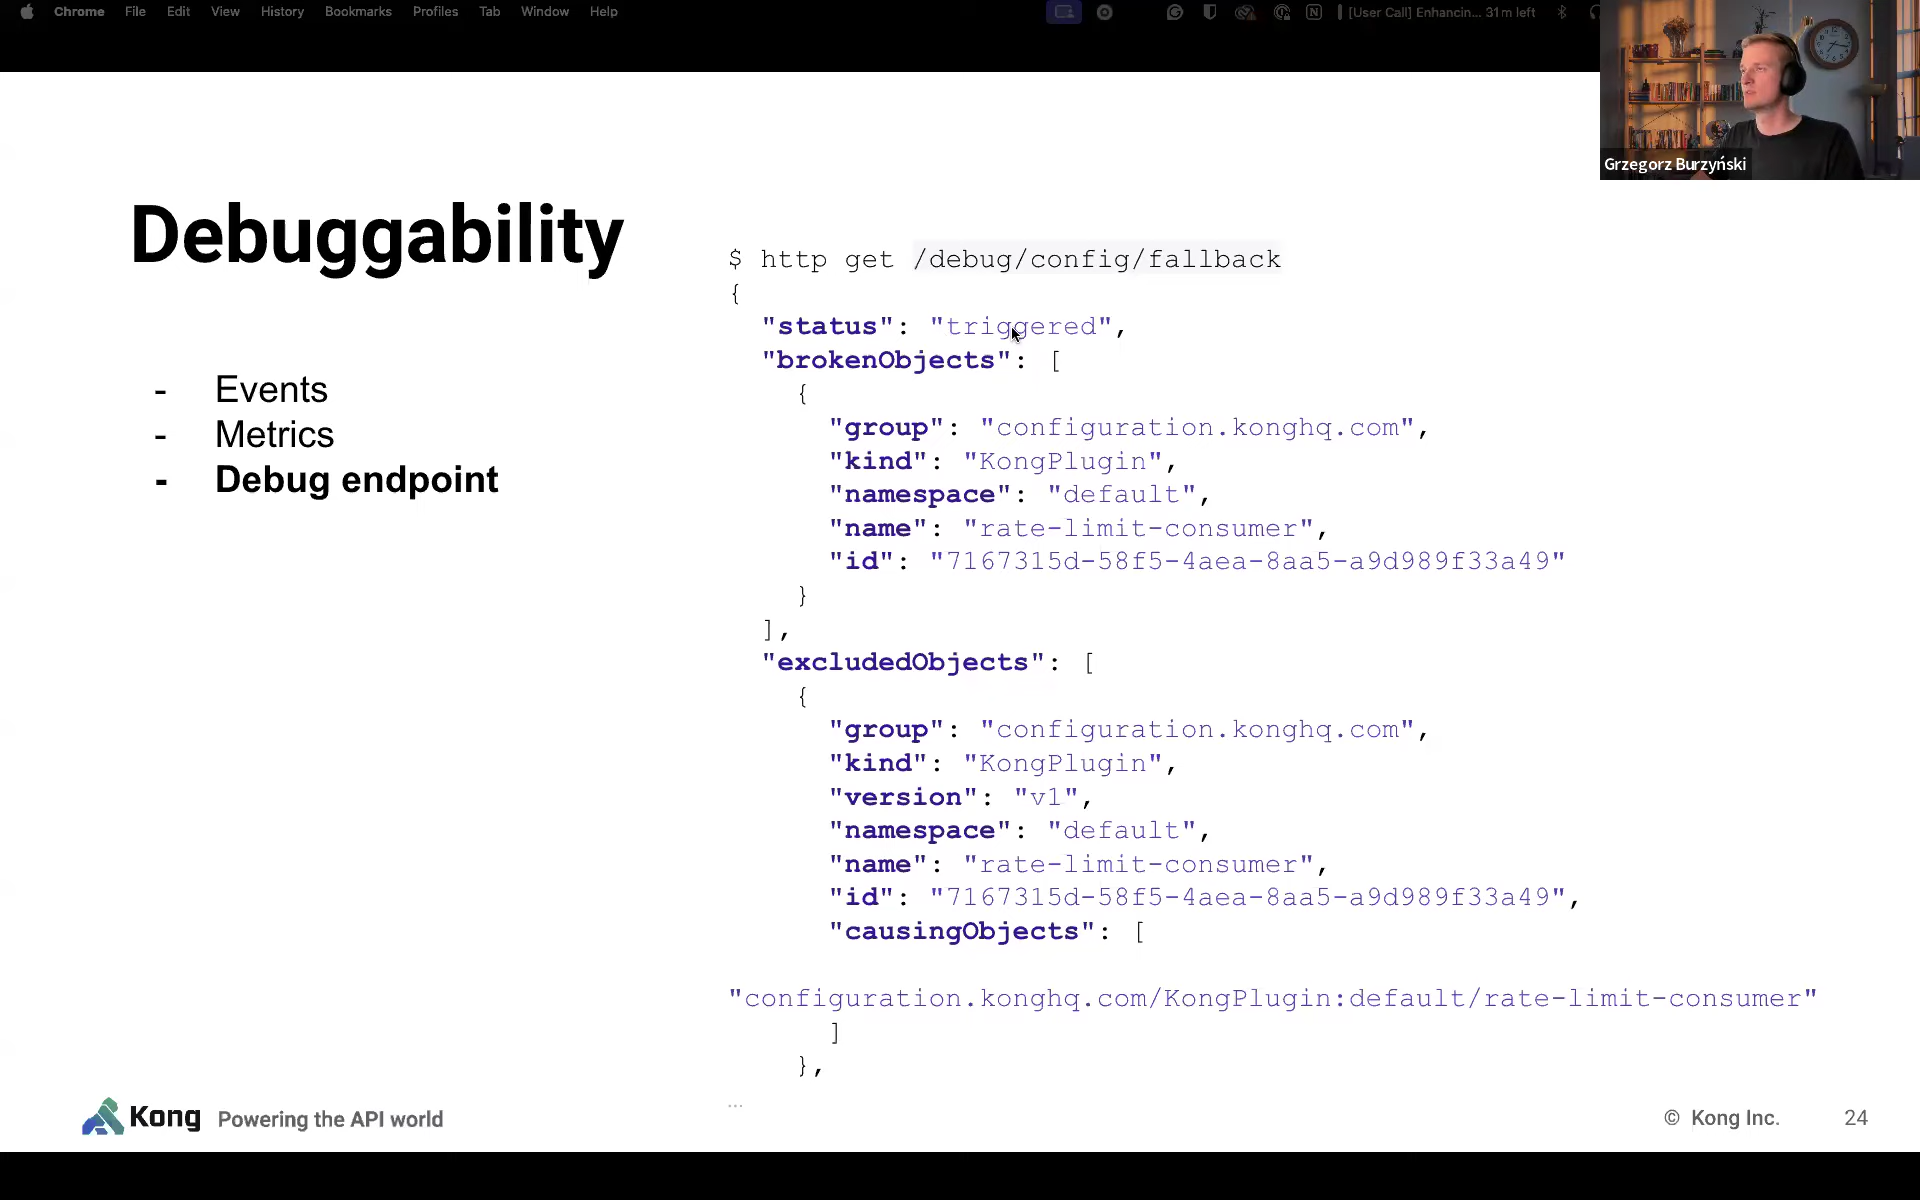 Chrome File Edit View History Bookmarks Profiles Tab Window Help
[User Call] Enhancin... 31m left
Grzegorz Burzyński
Debuggability
- Events
- Metrics
- Debug endpoint
$ http get /debug/config/fallback
{
"status": "triggered",
"brokenObjects": [
{
"group": "configuration.konghq.com",
"kind": "KongPlugin",
"namespace": "default",
"name": "rate-limit-consumer",
"id": "7167315d-58f5-4aea-8aa5-a9d989f33a49"
}
],
"excludedObjects": [
{
"group": "configuration.konghq.com",
"kind": "KongPlugin",
"version": "v1",
"namespace": "default",
"name": "rate-limit-consumer",
"id": "7167315d-58f5-4aea-8aa5-a9d989f33a49",
"causingObjects": [
"configuration.konghq.com/KongPlugin:default/rate-limit-consumer"
]
},
...
Kong Powering the API world
© Kong Inc. 24